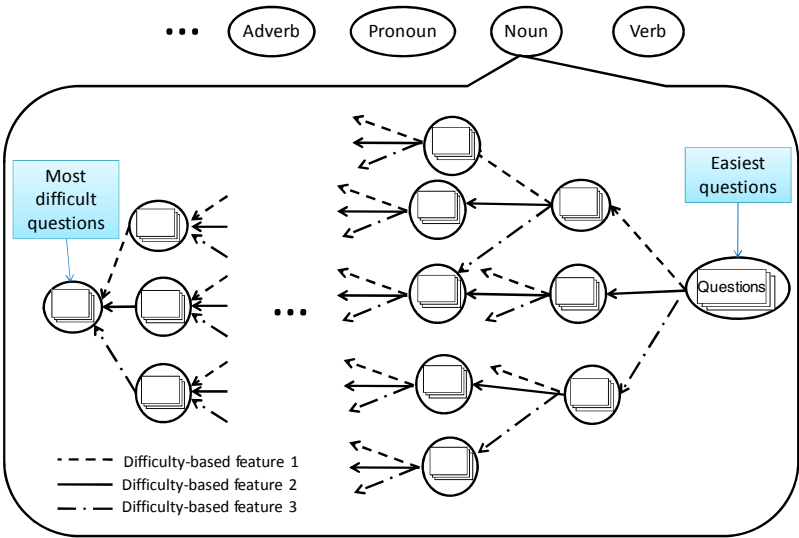 ... Adverb Pronoun Noun Verb
Most
difficult
questions
Easiest
questions
Questions
...
Difficulty-based feature 1
Difficulty-based feature 2
Difficulty-based feature 3